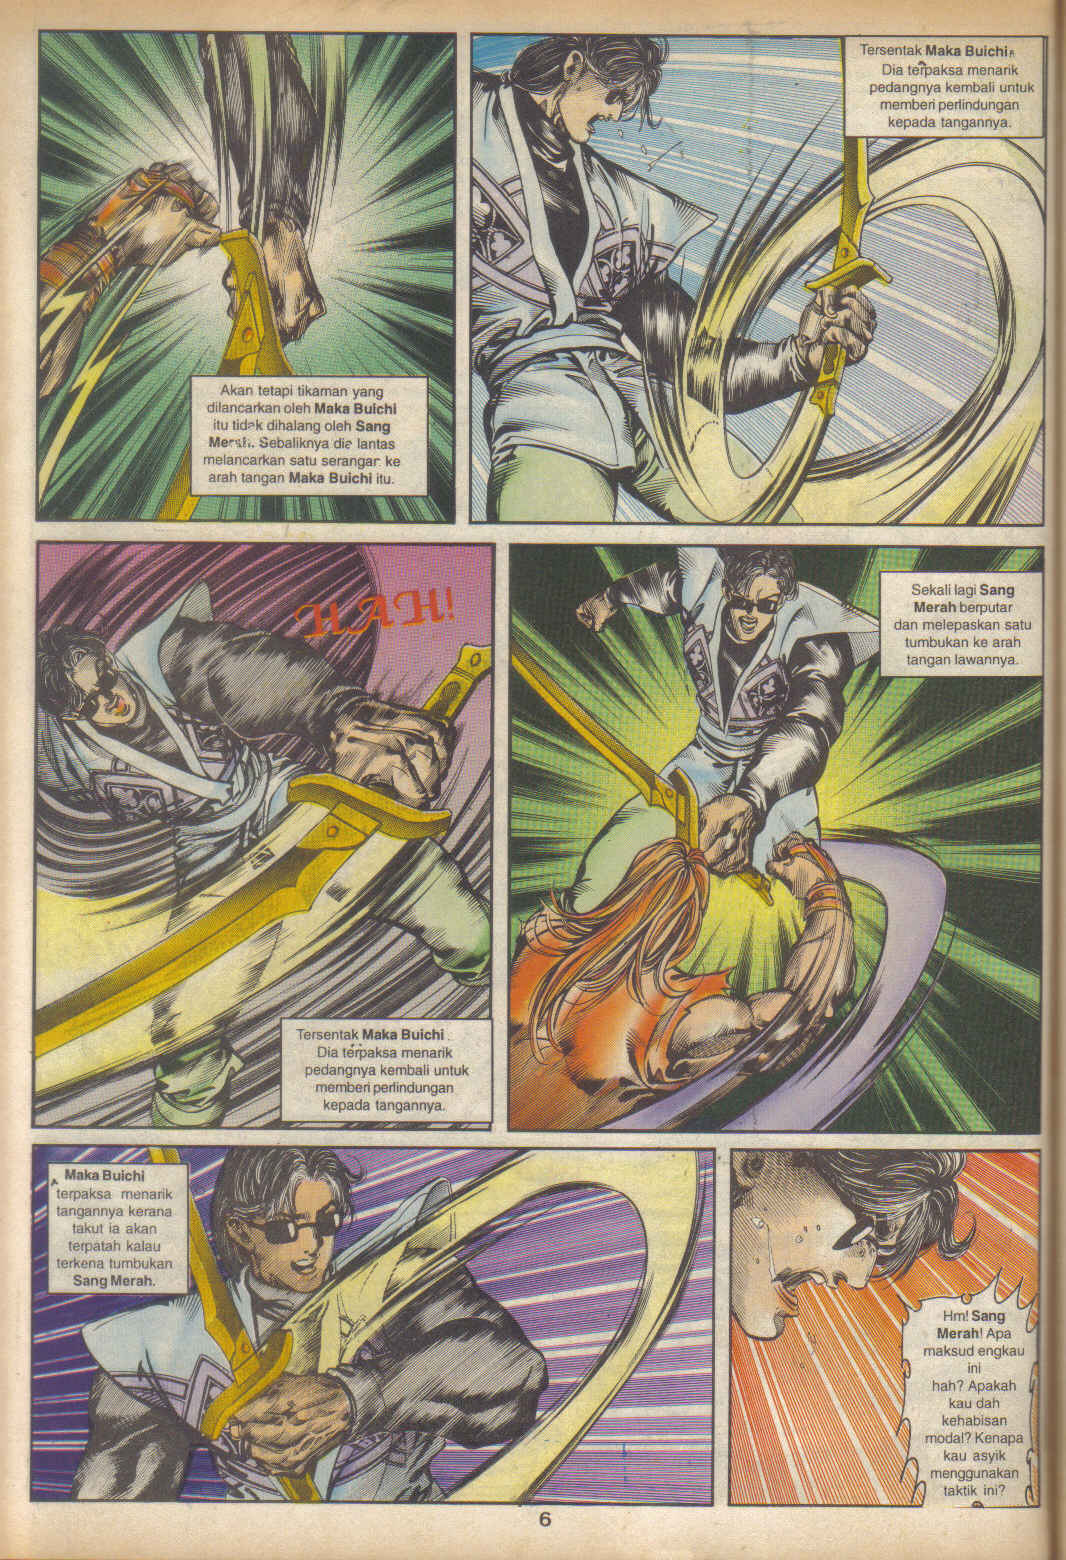 Akan tetapi tikaman yang
dilancarkan oleh Maka Buichi
itu tidak dihalang oleh Sang
Merah. Sebaliknya dia lantas
melancarkan satu serangan ke
arah tangan Maka Buichi itu.
Tersentak Maka Buichi.
Dia terpaksa menarik
pedangnya kembali untuk
memberi perlindungan
kepada tangannya.
HAH!
Tersentak Maka Buichi.
Dia terpaksa menarik
pedangnya kembali untuk
memberi perlindungan
kepada tangannya.
Sekali lagi Sang
Merah berputar
dan melepaskan satu
tumbukan ke arah
tangan lawannya.
Maka Buichi
terpaksa menarik
tangannya kerana
takut ia akan
terpatah kalau
terkena tumbukan
Sang Merah.
Hm! Sang
Merah! Apa
maksud engkau
ini
hah? Apakah
kau dah
kehabisan
modal? Kenapa
kau asyik
menggunakan
taktik ini?
6